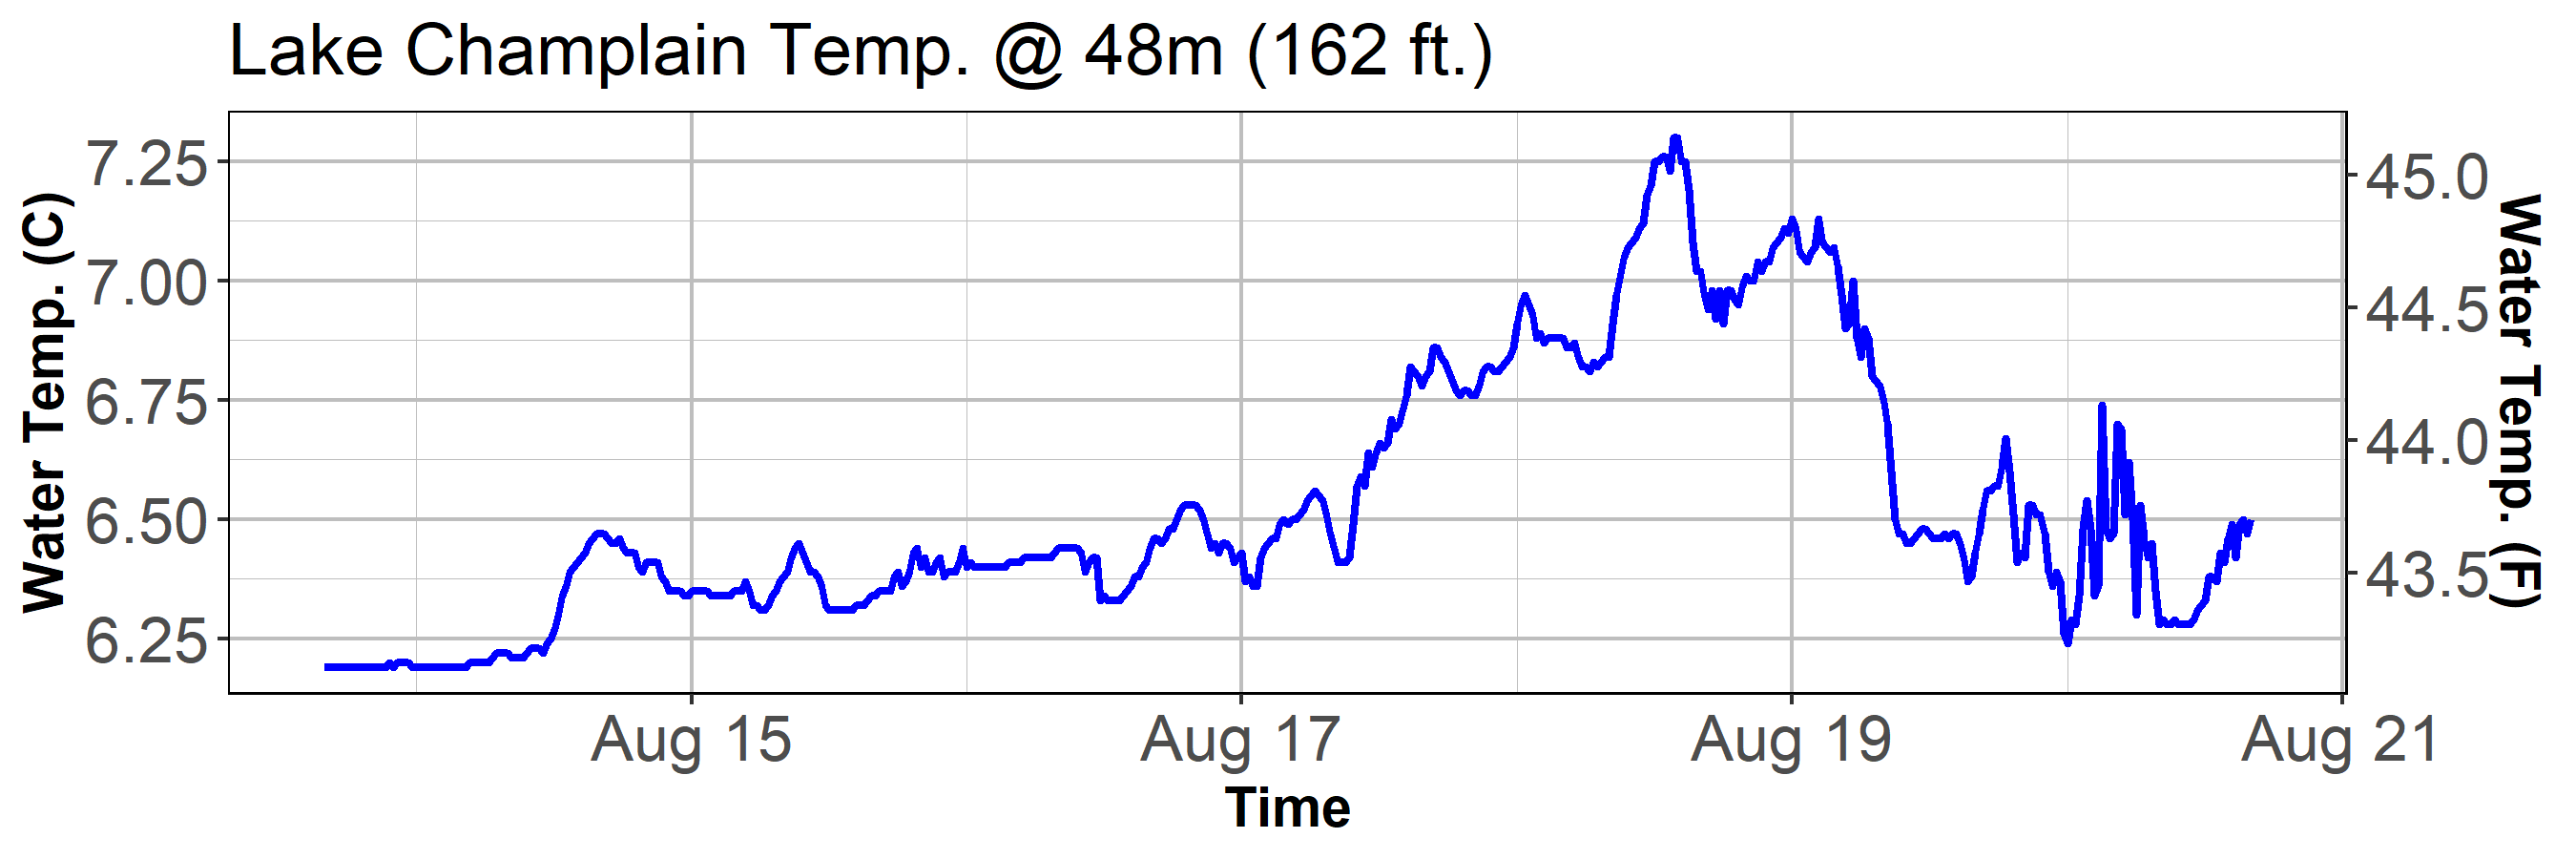 Lake Champlain Temp. @ 48m (162 ft.)
Water Temp. (C)
7.25
7.00
6.75
6.50
6.25
45.0
44.5
44.0
43.5
Water Temp. (F)
Aug 15
Aug 17
Aug 19
Aug 21
Time